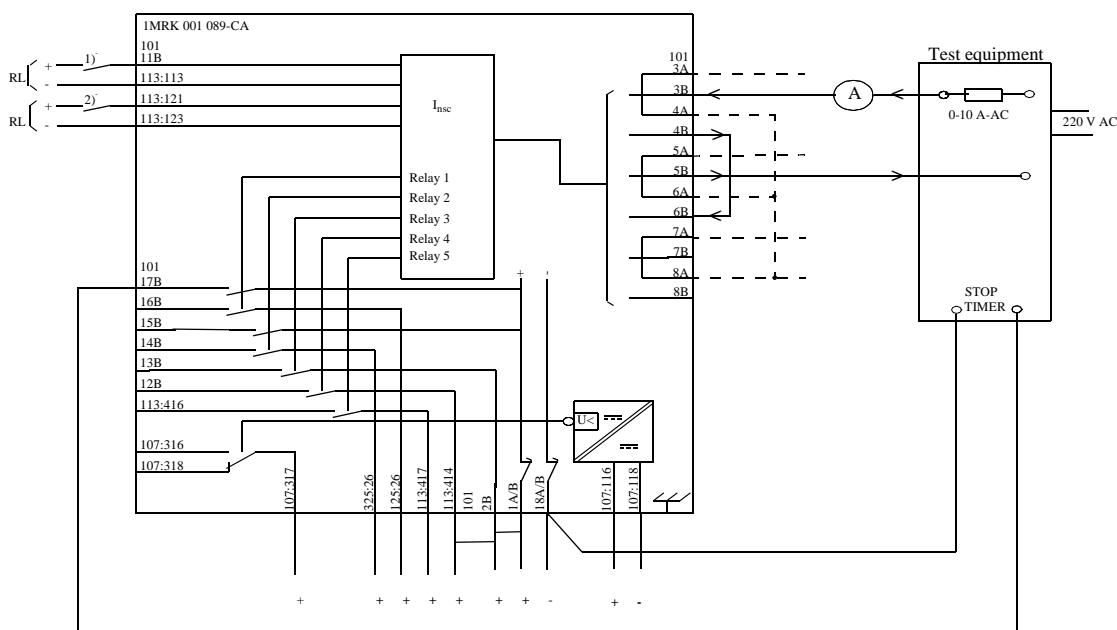 1MRK 001 089-CA
101
11B
113:113
113:121
113:123
RL + 1)
-
RL + 2)
-
I nsc
Relay 1
Relay 2
Relay 3
Relay 4
Relay 5
101
3A
3B
4A
4B
5A
5B
6A
6B
7A
7B
8A
8B
A
Test equipment
0-10 A-AC
220 V AC
STOP
TIMER
101
17B
16B
15B
14B
13B
12B
113:416
107:316
107:318
+ -
U<
107:317
325:26
125:26
113:417
113:414
101
2B
1A/B
18A/B
107:116
107:118
+ + + + + + + - + -